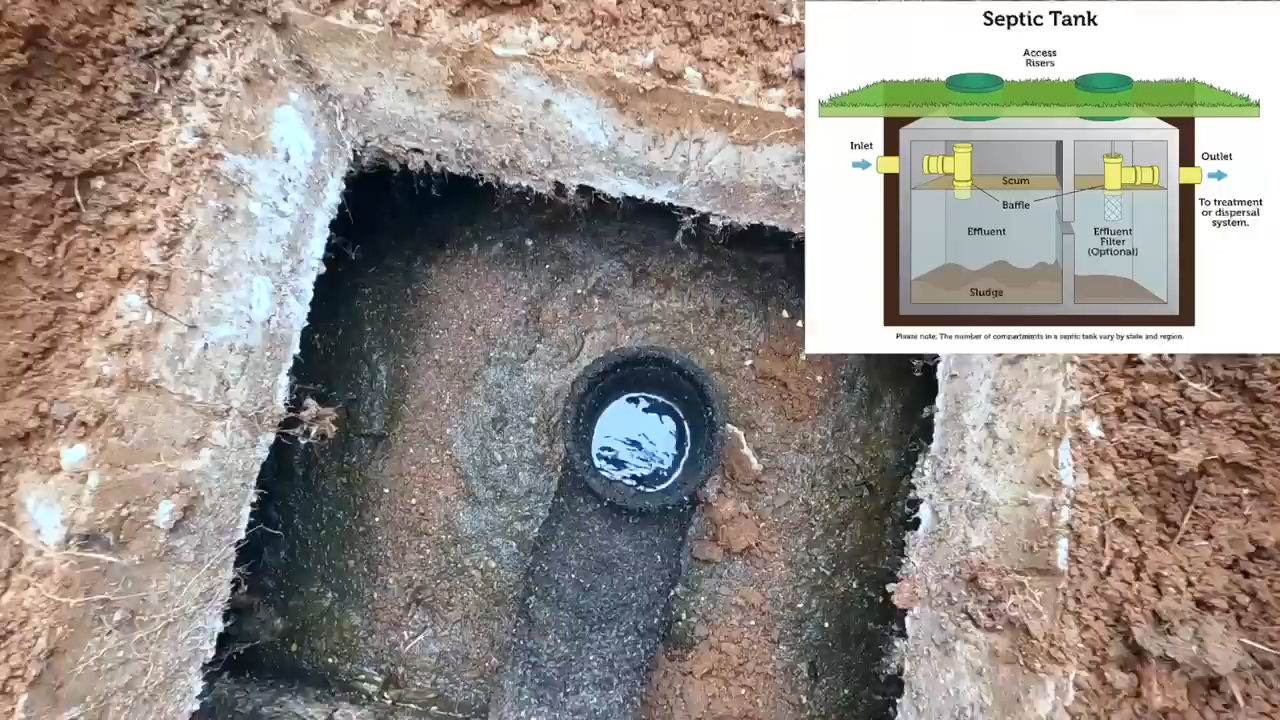 Septic Tank
Access
Risers
Inlet
Outlet
Scum
Baffle
To treatment
or dispersal
system.
Effluent
Effluent
Filter
(Optional)
Sludge
Please note: The number of compartments in a septic tank vary by state and region.